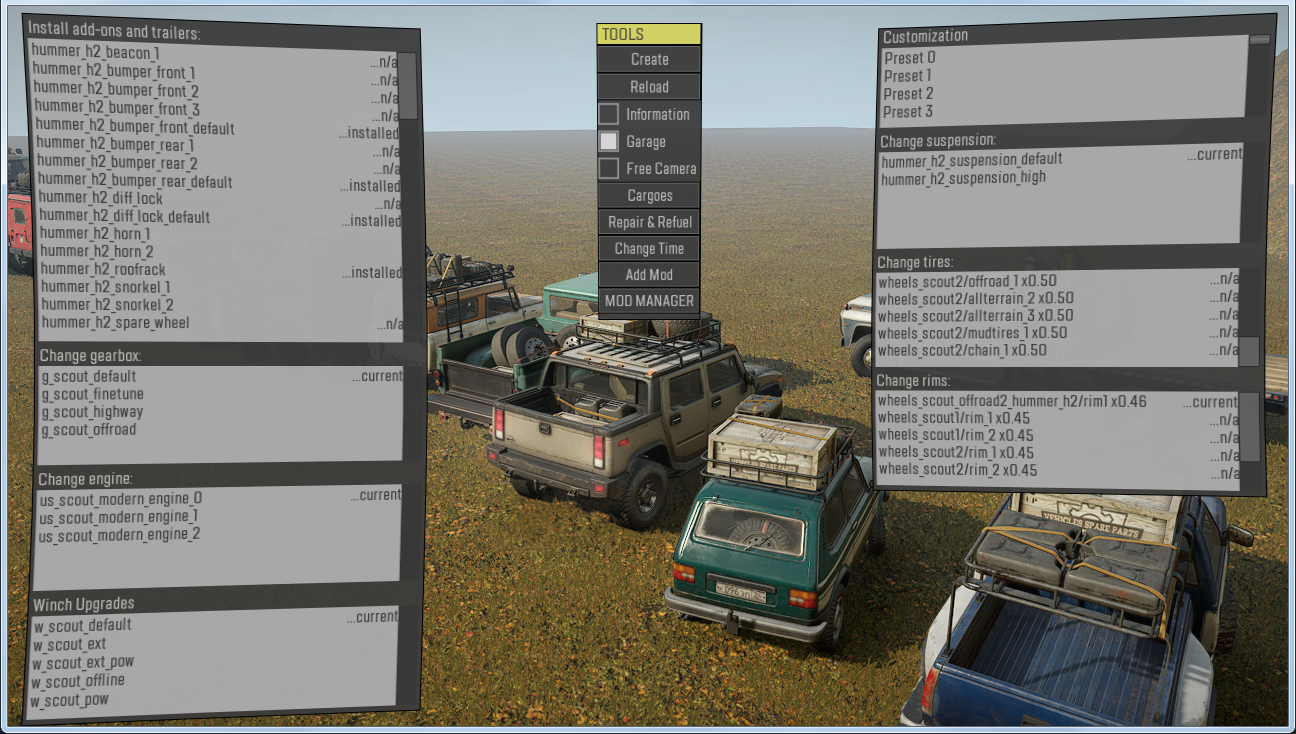 Install add-ons and trailers:
hummer_h2_beacon_1 ...n/a
hummer_h2_bumper_front_1 ...n/a
hummer_h2_bumper_front_2 ...n/a
hummer_h2_bumper_front_3 ...n/a
hummer_h2_bumper_front_default ...installed
hummer_h2_bumper_rear_1 ...n/a
hummer_h2_bumper_rear_2 ...n/a
hummer_h2_bumper_rear_default ...installed
hummer_h2_diff_lock ...n/a
hummer_h2_diff_lock_default ...installed
hummer_h2_horn_1
hummer_h2_horn_2
hummer_h2_roofrack ...installed
hummer_h2_snorkel_1
hummer_h2_snorkel_2
hummer_h2_spare_wheel ...n/a
Change gearbox:
g_scout_default ...current
g_scout_finetune
g_scout_highway
g_scout_offroad
Change engine:
us_scout_modern_engine_0 ...current
us_scout_modern_engine_1
us_scout_modern_engine_2
Winch Upgrades
w_scout_default ...current
w_scout_ext
w_scout_ext_pow
w_scout_offline
w_scout_pow
TOOLS
Create
Reload
Information
Garage
Free Camera
Cargoes
Repair & Refuel
Change Time
Add Mod
MOD MANAGER
Customization
Preset 0
Preset 1
Preset 2
Preset 3
Change suspension:
hummer_h2_suspension_default ...current
hummer_h2_suspension_high
Change tires:
wheels_scout2/offroad_1 x0.50 ...n/a
wheels_scout2/allterrain_2 x0.50 ...n/a
wheels_scout2/allterrain_3 x0.50 ...n/a
wheels_scout2/mudtires_1 x0.50 ...n/a
wheels_scout2/chain_1 x0.50 ...n/a
Change rims:
wheels_scout_offroad2_hummer_h2/rim1 x0.46 ...current
wheels_scout1/rim_1 x0.45 ...n/a
wheels_scout1/rim_2 x0.45 ...n/a
wheels_scout2/rim_1 x0.45 ...n/a
wheels_scout2/rim_2 x0.45 ...n/a
VEHICLES SPARE PARTS
SPARE PARTS